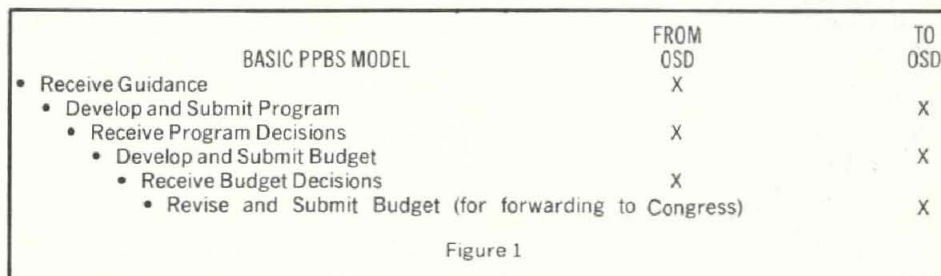 FROM TO
BASIC PPBS MODEL OSD OSD
• Receive Guidance X
• Develop and Submit Program X
• Receive Program Decisions X
• Develop and Submit Budget X
• Receive Budget Decisions X
• Revise and Submit Budget (for forwarding to Congress) X
Figure 1